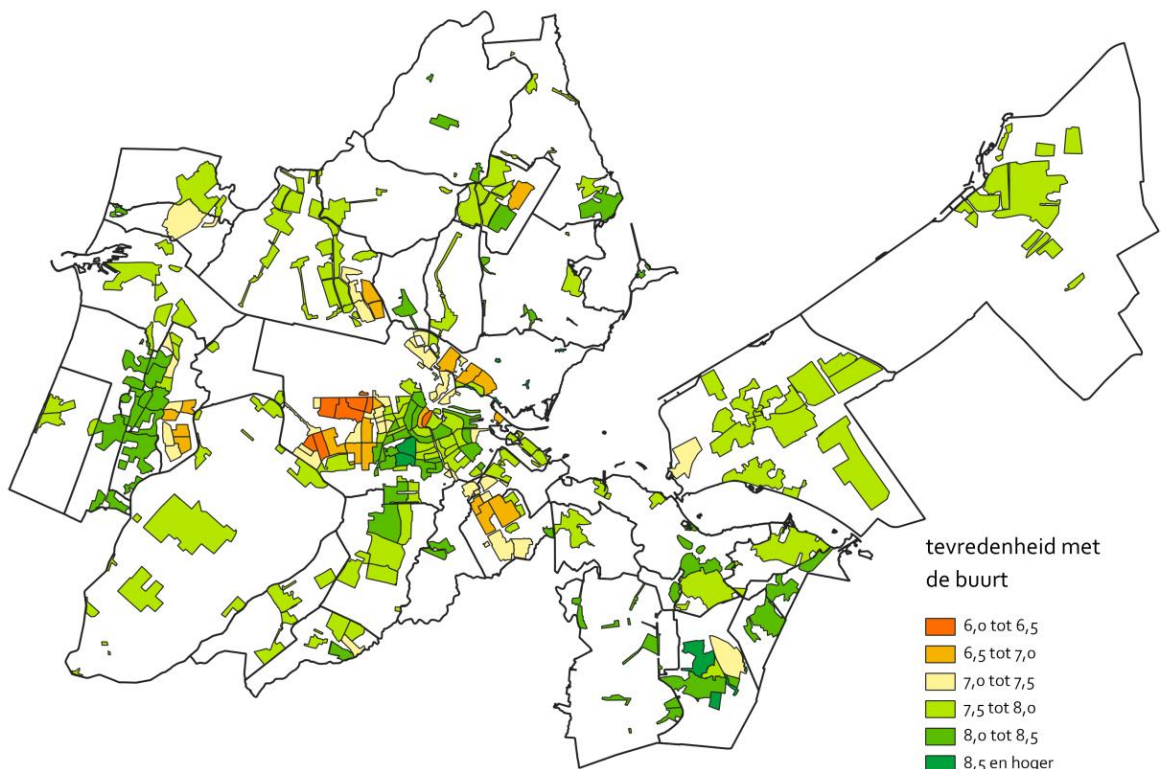 tevredenheid met
de buurt
6,0 tot 6,5
6,5 tot 7,0
7,0 tot 7,5
7,5 tot 8,0
8,0 tot 8,5
8,5 en hoger